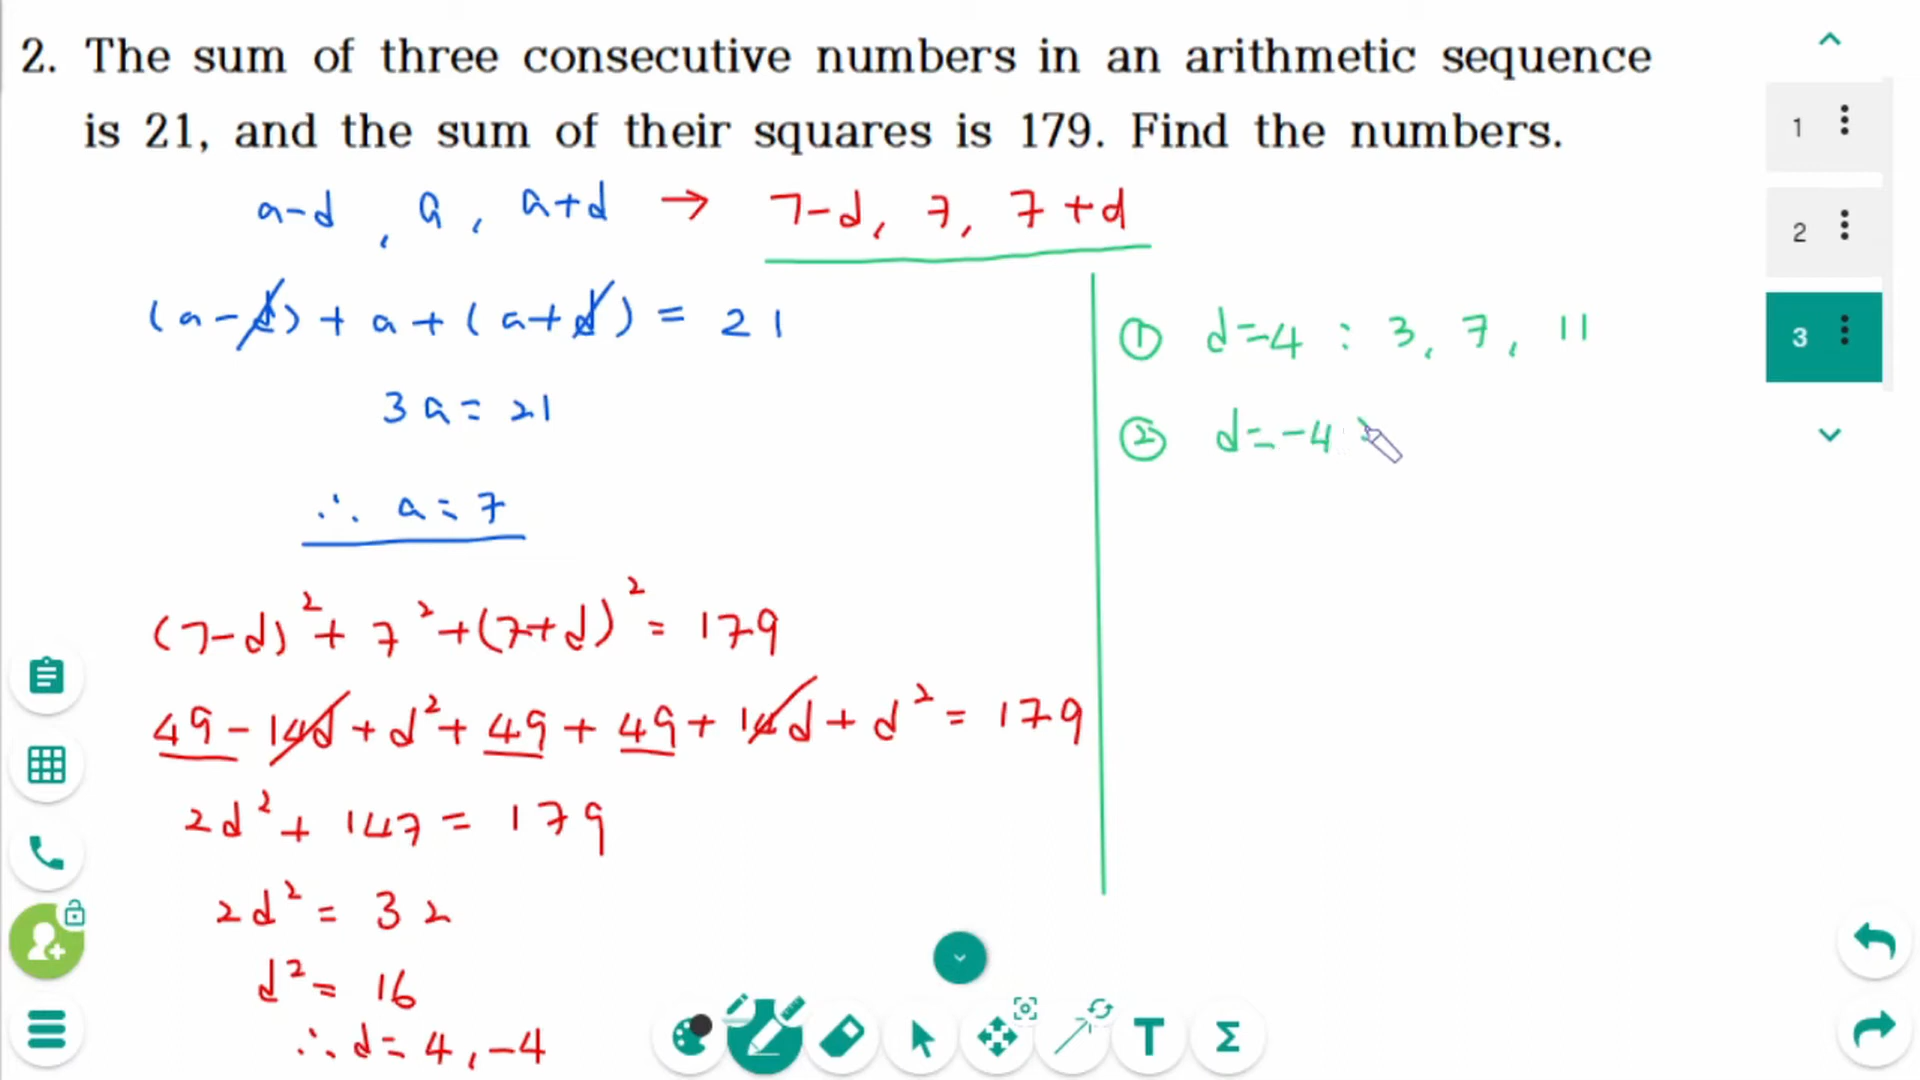 2. The sum of three consecutive numbers in an arithmetic sequence
is 21, and the sum of their squares is 179. Find the numbers.
a-d, a, a+d → 7-d, 7, 7+d
(a-d)+a+(a+d) = 21
3a=21
∴ a=7
(7-d)²+7²+(7+d)²=179
49-14d+d²+49+49+14d+d²=179
2d²+147=179
2d²=32
d²=16
∴ d=4,-4
① d=4 : 3, 7, 11
② d=-4 :
1
2
3
T
Σ